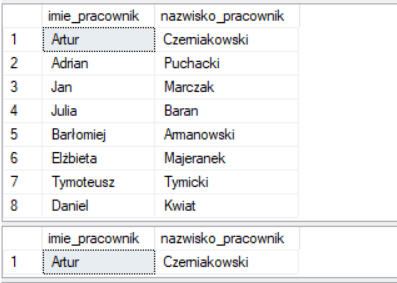 imie_pracownik nazwisko_pracownik
1 Artur Czerniakowski
2 Adrian Puchacki
3 Jan Marczak
4 Julia Baran
5 Barłomiej Armanowski
6 Elżbieta Majeranek
7 Tymoteusz Tymicki
8 Daniel Kwiat
imie_pracownik nazwisko_pracownik
1 Artur Czerniakowski